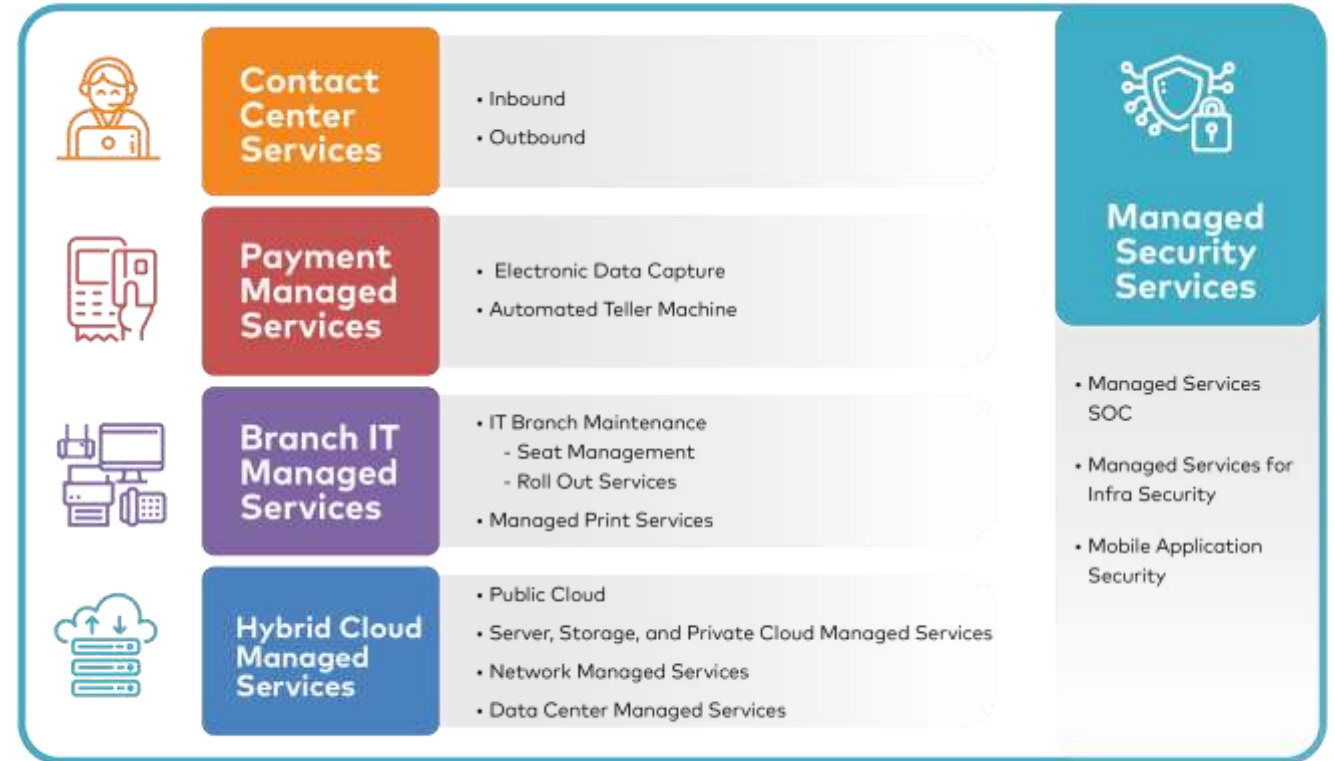 Contact
Center
Services
• Inbound
• Outbound
Payment
Managed
Services
• Electronic Data Capture
• Automated Teller Machine
Branch IT
Managed
Services
• IT Branch Maintenance
- Seat Management
- Roll Out Services
• Managed Print Services
Hybrid Cloud
Managed
Services
• Public Cloud
• Server, Storage, and Private Cloud Managed Services
• Network Managed Services
• Data Center Managed Services
Managed
Security
Services
• Managed Services
SOC
• Managed Services for
Infra Security
• Mobile Application
Security